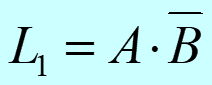 L₁ = A · B̅